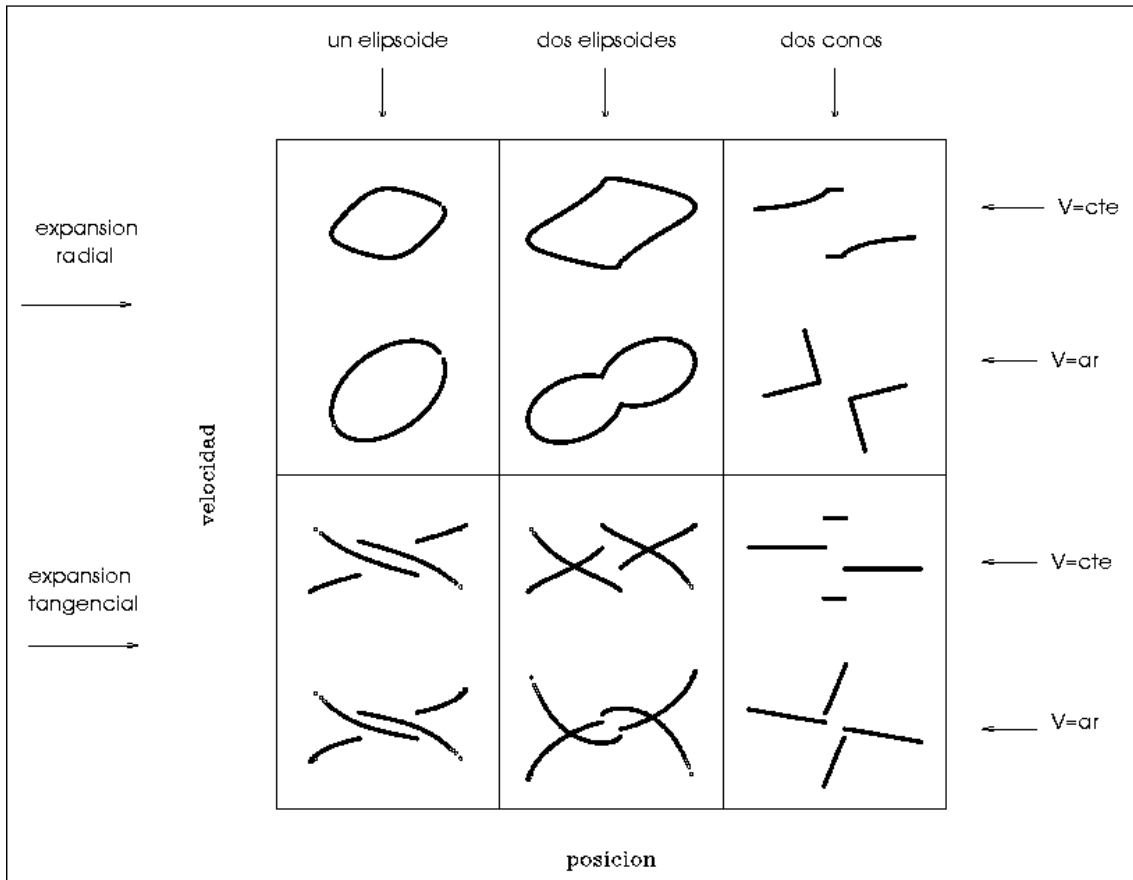 un elipsoide
dos elipsoides
dos conos
expansion
radial
V=cte
V=ar
velocidad
expansion
tangencial
V=cte
V=ar
posicion